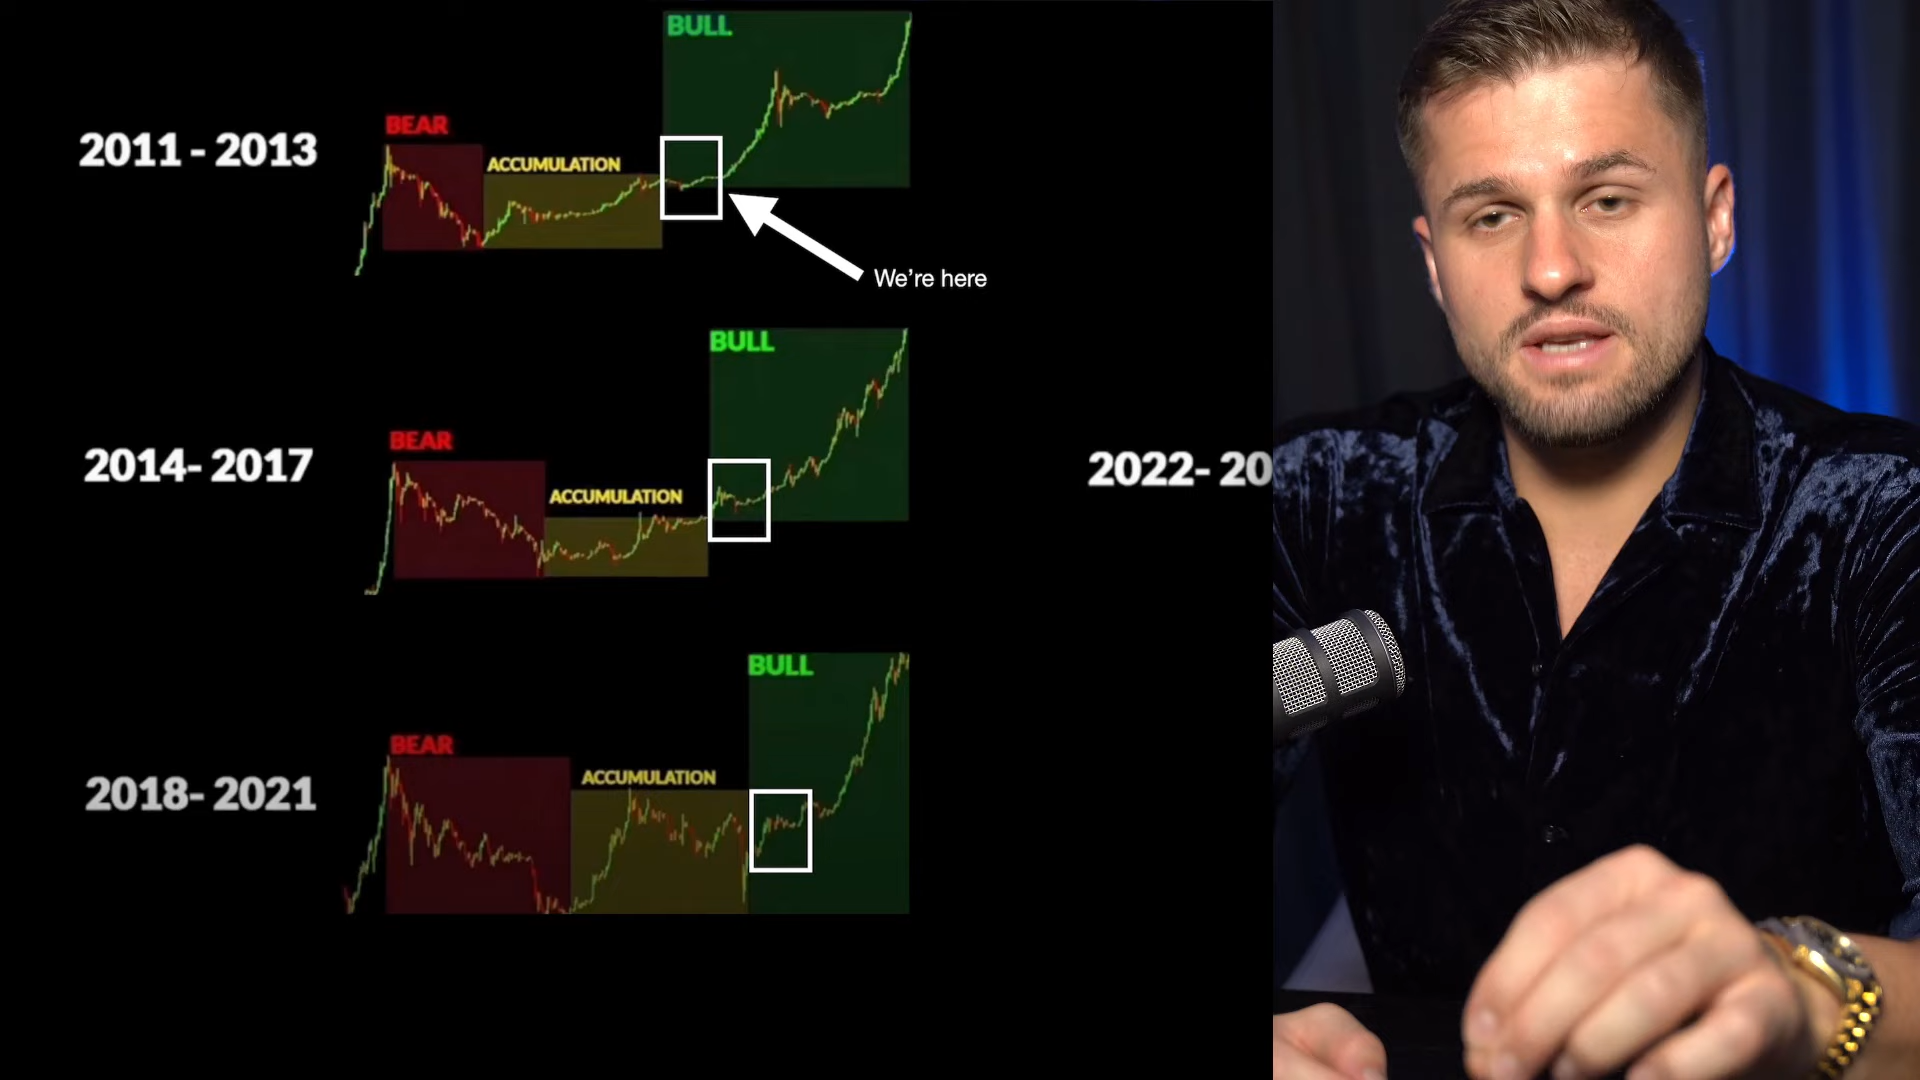 BULL
BEAR
2011 - 2013
ACCUMULATION
We're here
BULL
BEAR
2014- 2017
2022- 20
ACCUMULATION
BULL
BEAR
ACCUMULATION
2018- 2021